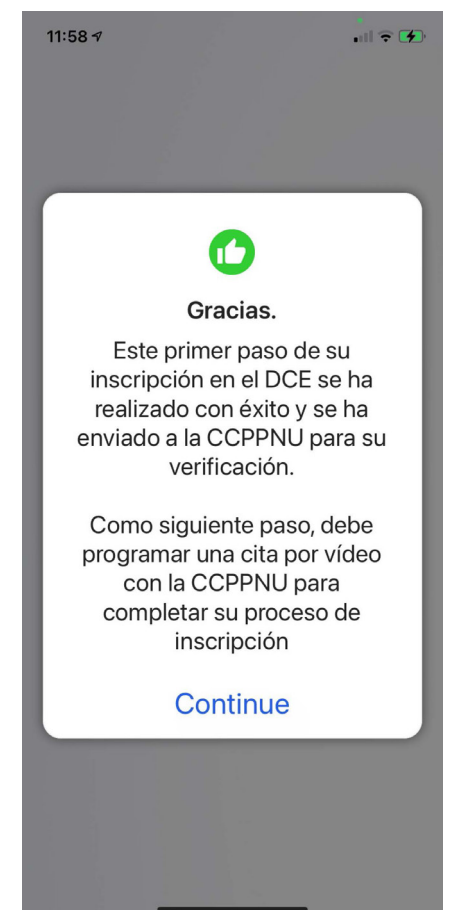 11:58
Gracias.
Este primer paso de su
inscripción en el DCE se ha
realizado con éxito y se ha
enviado a la CCPPNU para su
verificación.
Como siguiente paso, debe
programar una cita por vídeo
con la CCPPNU para
completar su proceso de
inscripción
Continue